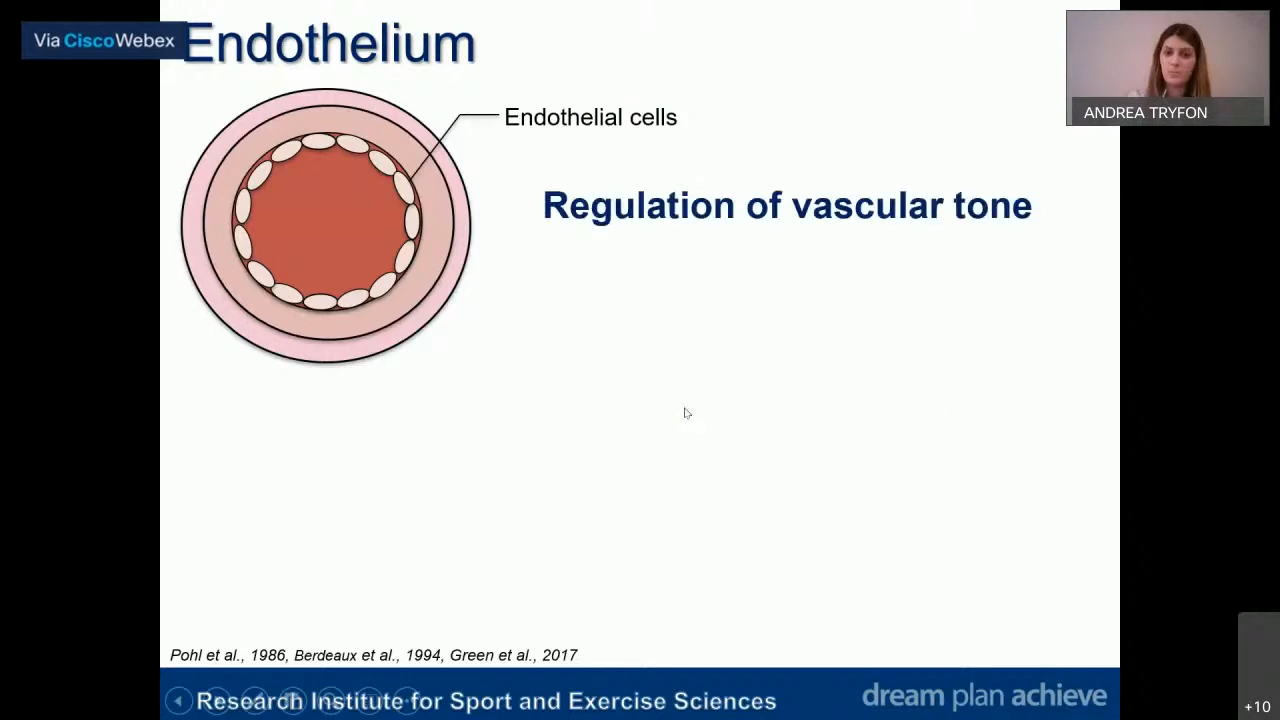 Via CiscoWebex
Endothelium
ANDREA TRYFON
Endothelial cells
Regulation of vascular tone
Pohl et al., 1986, Berdeaux et al., 1994, Green et al., 2017
Research Institute for Sport and Exercise Sciences
dream plan achieve
+10